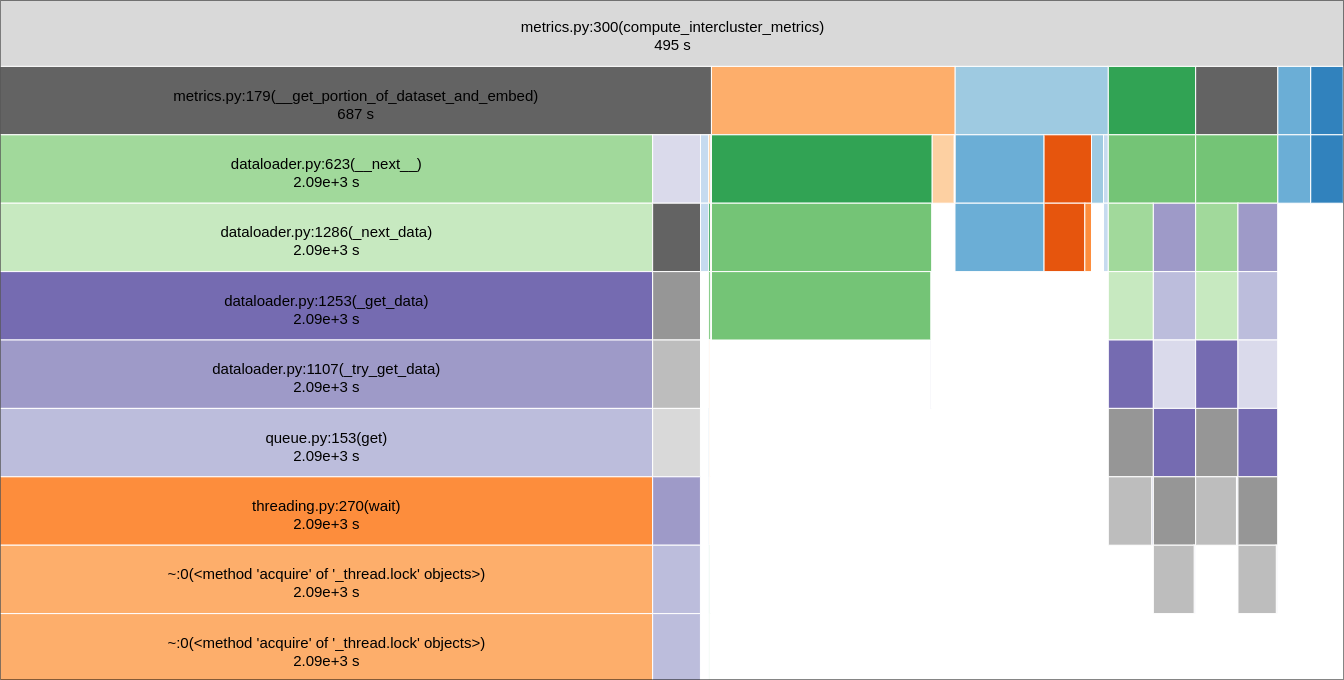 metrics.py:300(compute_intercluster_metrics)
495 s
metrics.py:179(__get_portion_of_dataset_and_embed)
687 s
dataloader.py:623(__next__)
2.09e+3 s
dataloader.py:1286(_next_data)
2.09e+3 s
dataloader.py:1253(_get_data)
2.09e+3 s
dataloader.py:1107(_try_get_data)
2.09e+3 s
queue.py:153(get)
2.09e+3 s
threading.py:270(wait)
2.09e+3 s
~:0(<method 'acquire' of '_thread.lock' objects>)
2.09e+3 s
~:0(<method 'acquire' of '_thread.lock' objects>)
2.09e+3 s